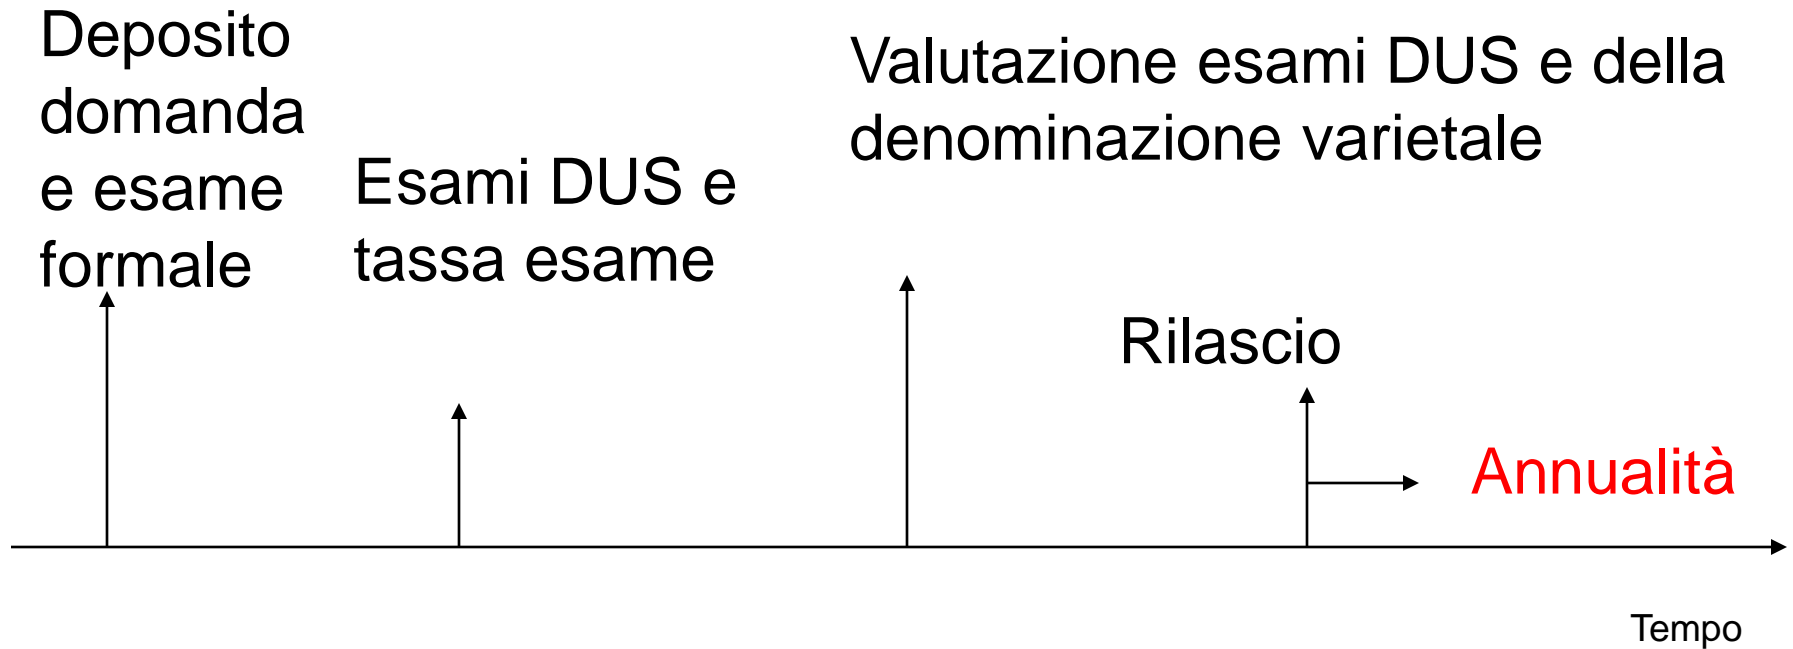 Deposito
domanda
e esame
formale
Esami DUS e
tassa esame
Valutazione esami DUS e della
denominazione varietale
Rilascio
Annualità
Tempo